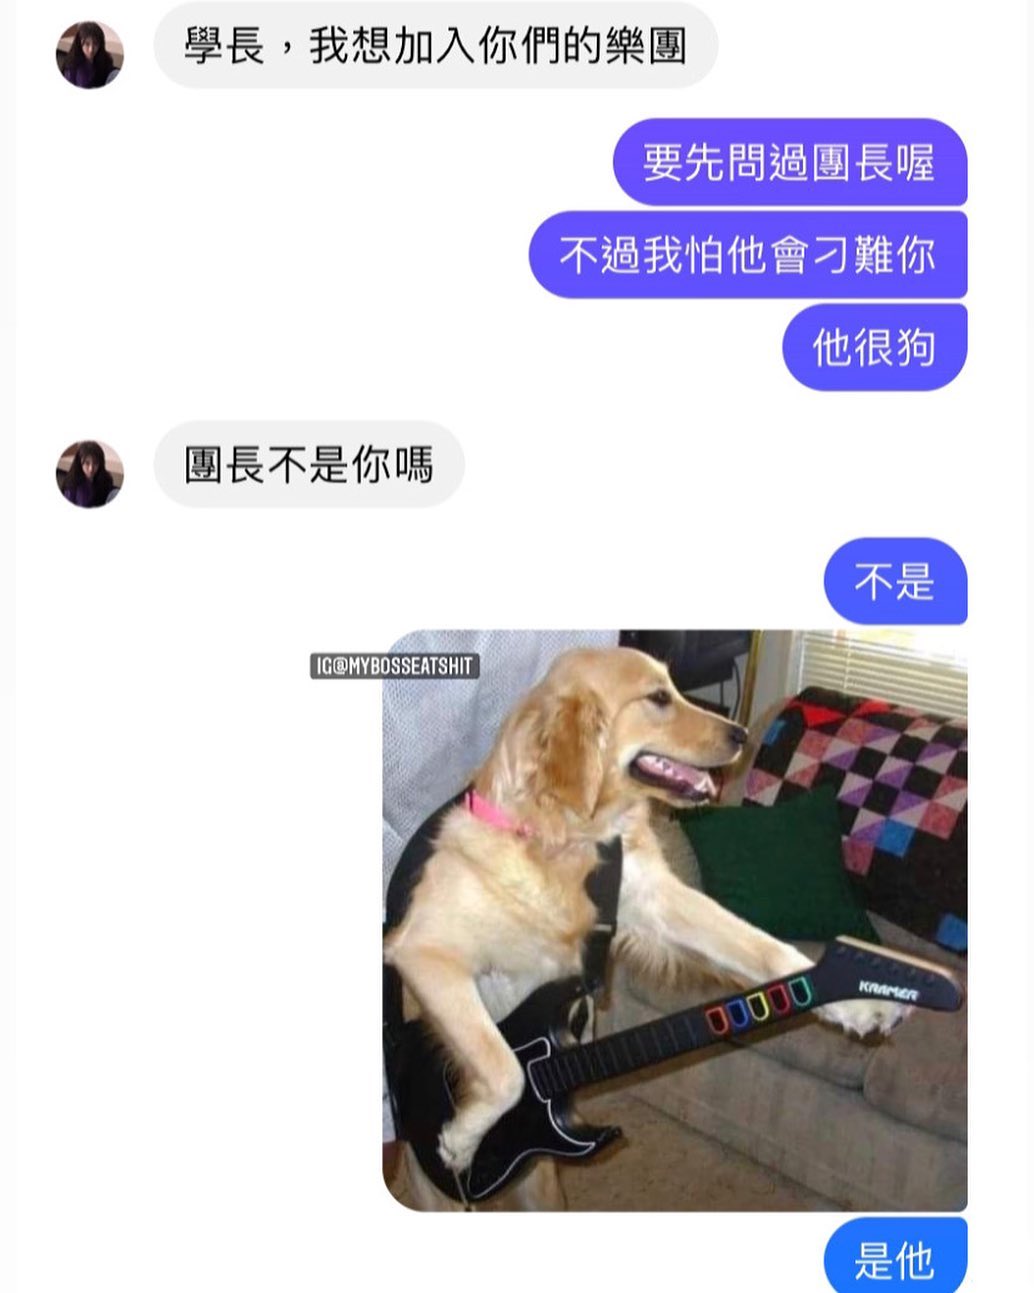 學長，我想加入你們的樂團
要先問過團長喔
不過我怕他會刁難你
他很狗
團長不是你嗎
不是
IG@MYBOSSEATSHIT
KRAMER
是他